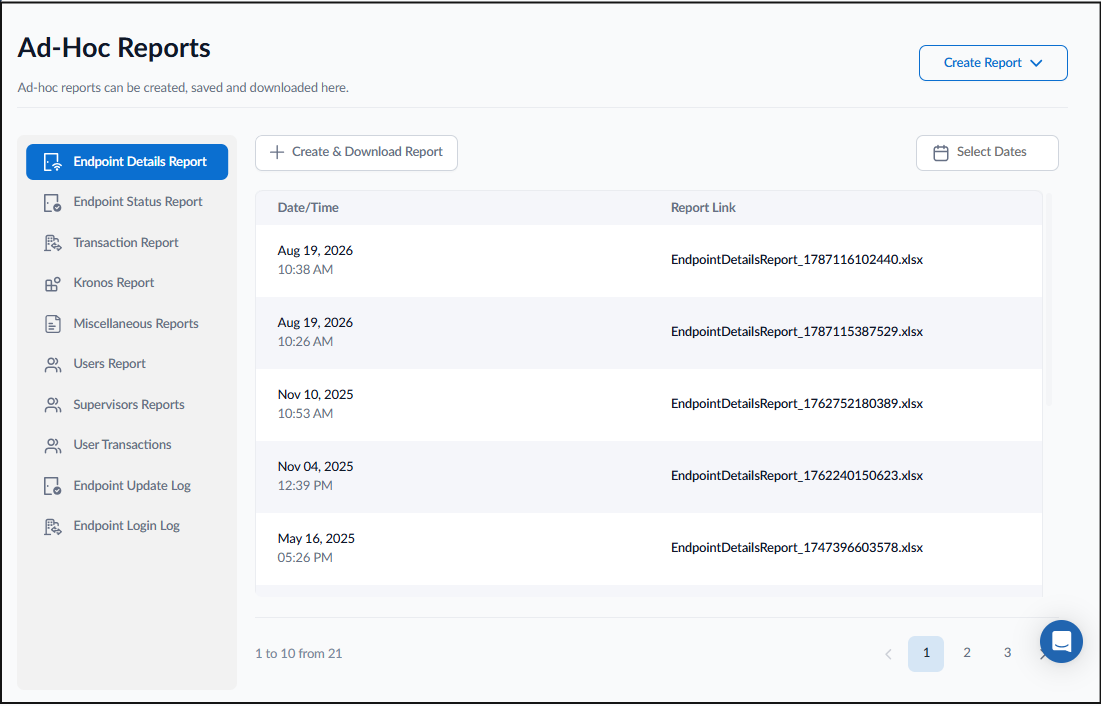 Ad-Hoc Reports
Ad-hoc reports can be created, saved and downloaded here.
Create Report
Endpoint Details Report
Endpoint Status Report
Transaction Report
Kronos Report
Miscellaneous Reports
Users Report
Supervisors Reports
User Transactions
Endpoint Update Log
Endpoint Login Log
Create & Download Report
Select Dates
Date/Time Report Link
Aug 19, 2026
10:38 AM
EndpointDetailsReport_1787116102440.xlsx
Aug 19, 2026
10:26 AM
EndpointDetailsReport_1787115387529.xlsx
Nov 10, 2025
10:53 AM
EndpointDetailsReport_1762752180389.xlsx
Nov 04, 2025
12:39 PM
EndpointDetailsReport_1762240150623.xlsx
May 16, 2025
05:26 PM
EndpointDetailsReport_1747396603578.xlsx
1 to 10 from 21
1 2 3